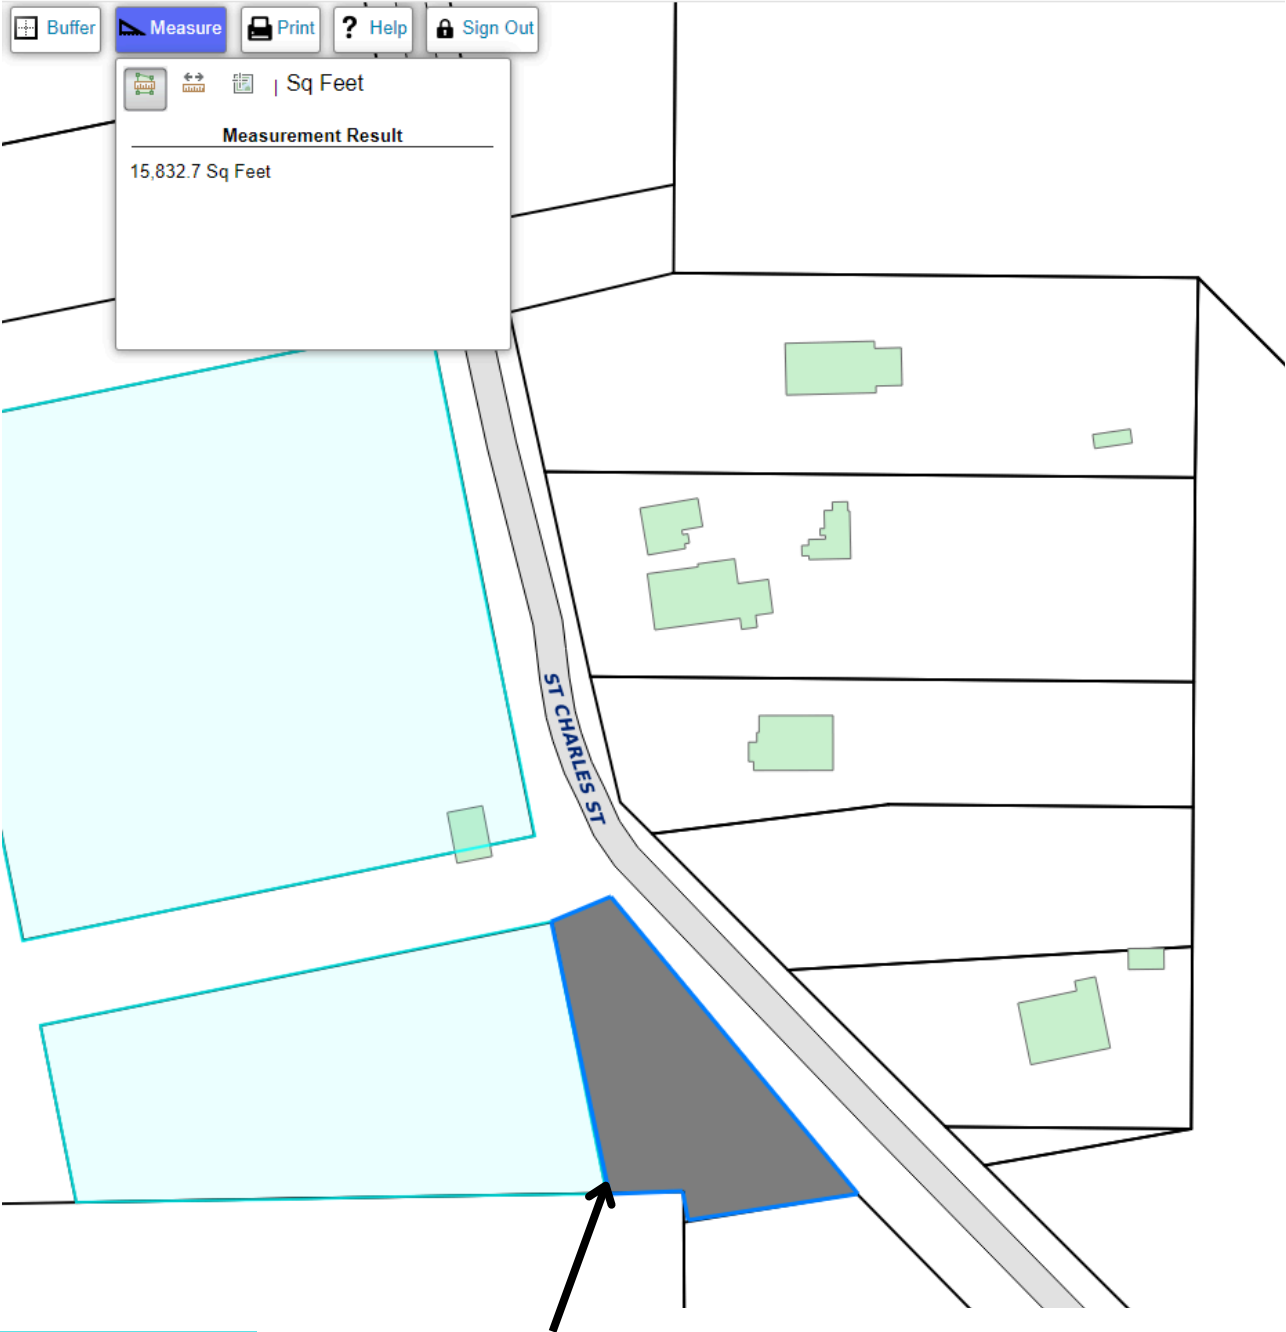 Buffer Measure Print ? Help Sign Out
| Sq Feet
Measurement Result
15,832.7 Sq Feet
ST CHARLES ST